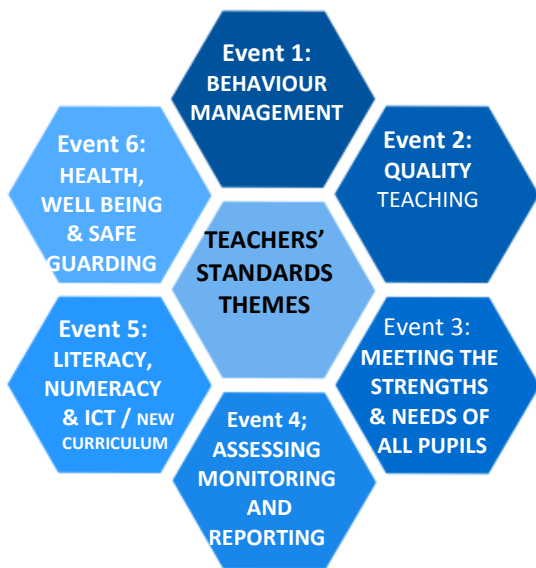 TEACHERS'
STANDARDS
THEMES
Event 1:
BEHAVIOUR
MANAGEMENT
Event 2:
QUALITY
TEACHING
Event 3:
MEETING THE
STRENGTHS
& NEEDS OF
ALL PUPILS
Event 4;
ASSESSING
MONITORING
AND
REPORTING
Event 5:
LITERACY,
NUMERACY
& ICT / NEW
CURRICULUM
Event 6:
HEALTH,
WELL BEING
& SAFE
GUARDING